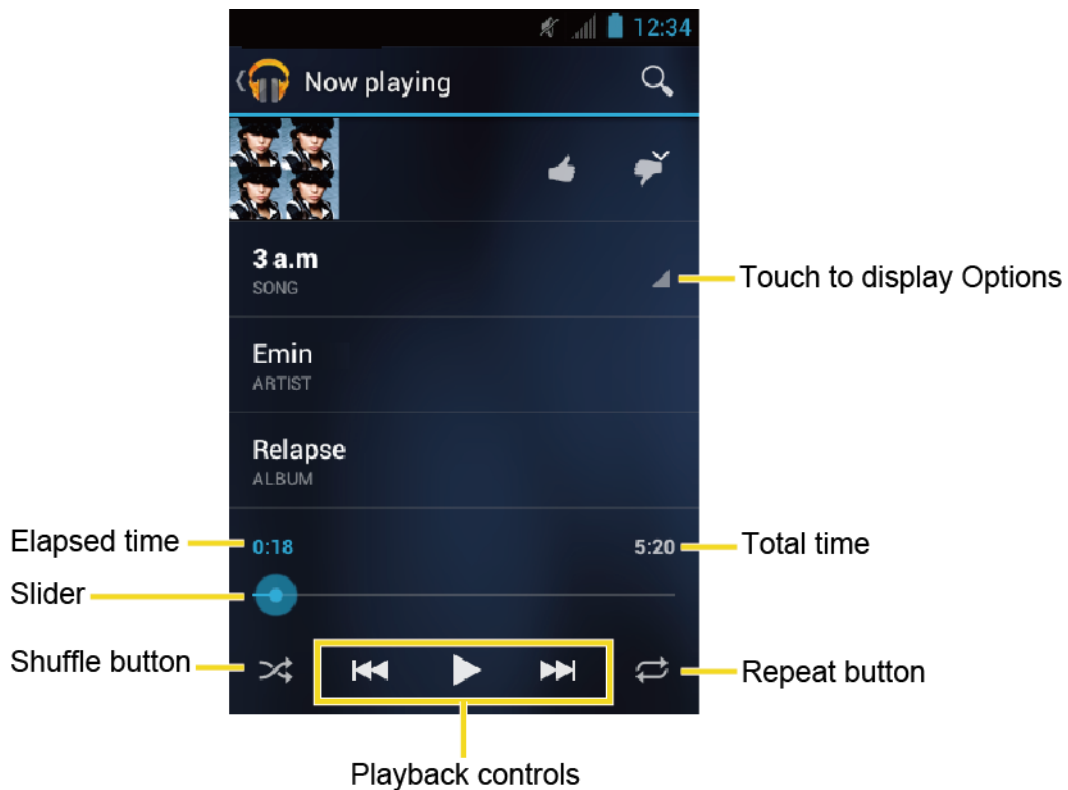 12:34
Now playing
3 a.m
SONG
Touch to display Options
Emin
ARTIST
Relapse
ALBUM
Elapsed time
0:18
5:20
Total time
Slider
Shuffle button
Repeat button
Playback controls